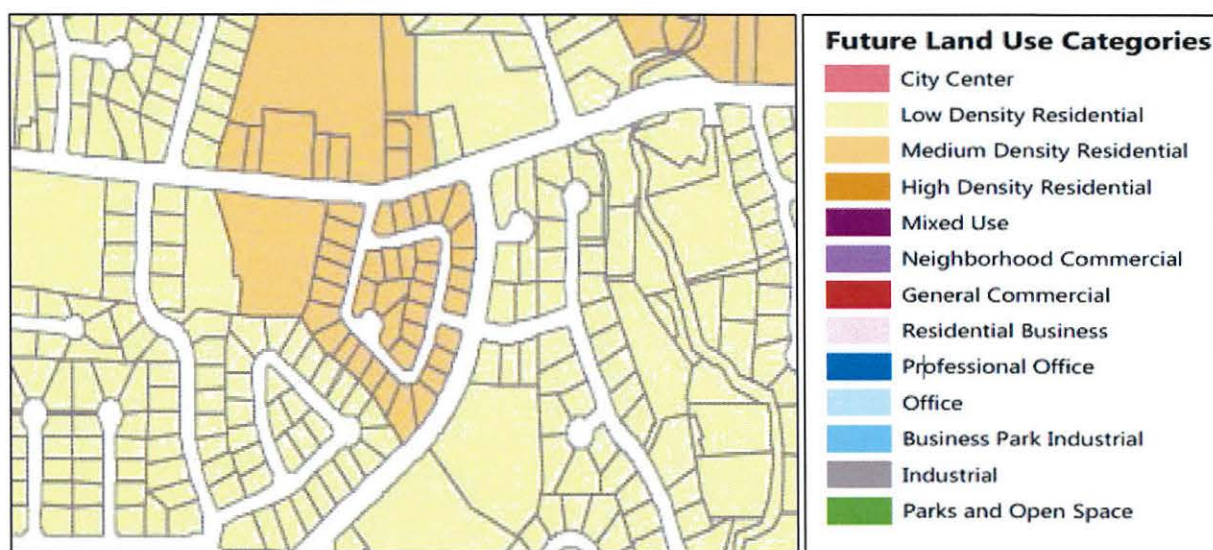 Future Land Use Categories
City Center
Low Density Residential
Medium Density Residential
High Density Residential
Mixed Use
Neighborhood Commercial
General Commercial
Residential Business
Professional Office
Office
Business Park Industrial
Industrial
Parks and Open Space